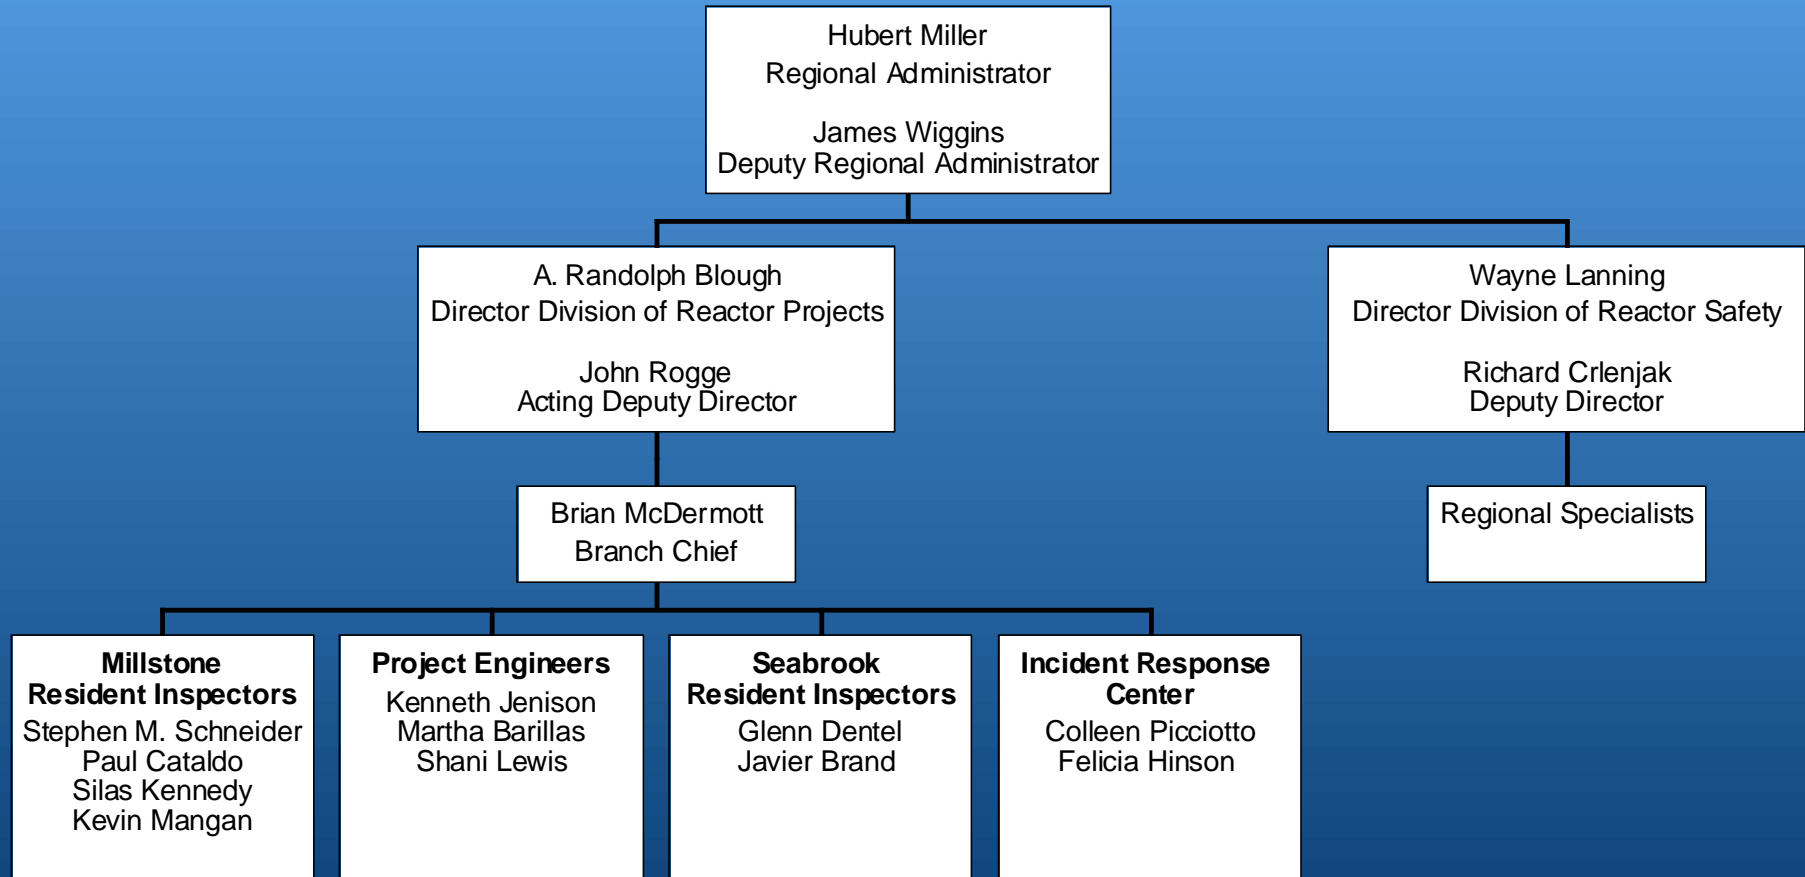 Hubert Miller
Regional Administrator
James Wiggins
Deputy Regional Administrator
A. Randolph Blough
Director Division of Reactor Projects
John Rogge
Acting Deputy Director
Wayne Lanning
Director Division of Reactor Safety
Richard Crlenjak
Deputy Director
Brian McDermott
Branch Chief
Regional Specialists
Millstone
Resident Inspectors
Stephen M. Schneider
Paul Cataldo
Silas Kennedy
Kevin Mangan
Project Engineers
Kenneth Jenison
Martha Barillas
Shani Lewis
Seabrook
Resident Inspectors
Glenn Dentel
Javier Brand
Incident Response
Center
Colleen Picciotto
Felicia Hinson